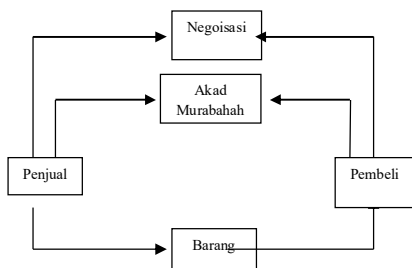 Negoisasi
Akad
Murabahah
Penjual
Pembeli
Barang